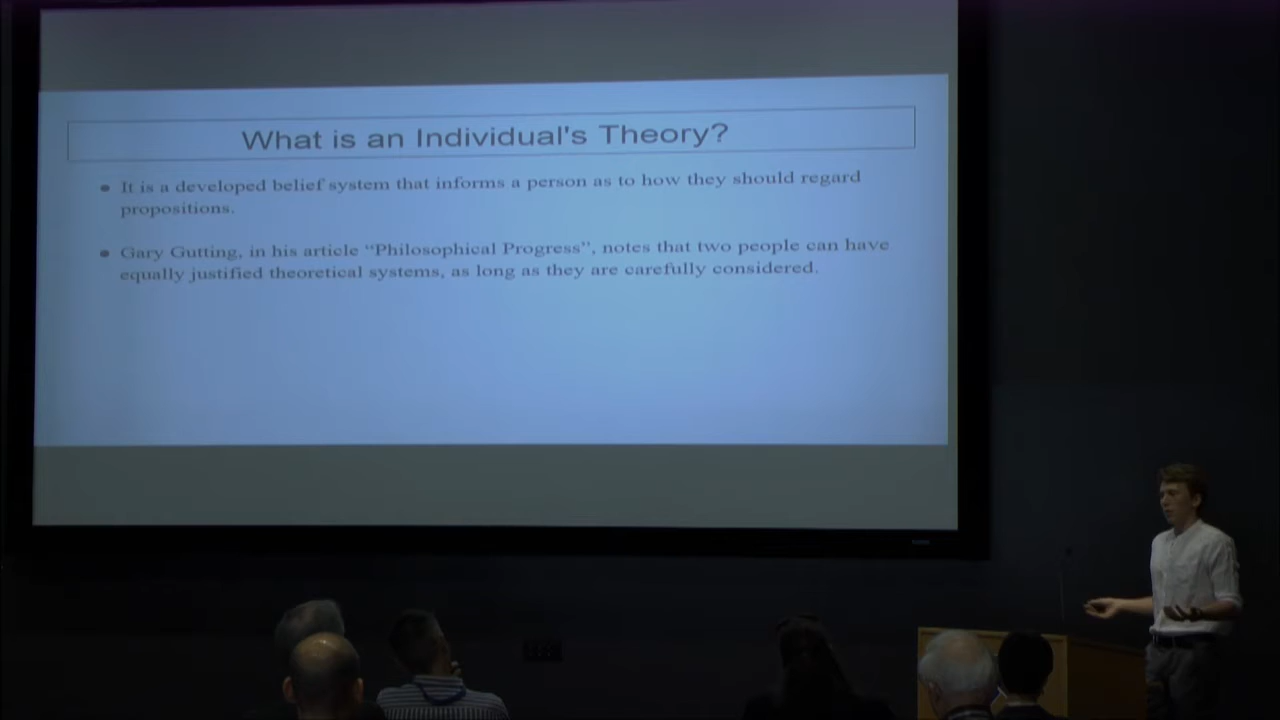 What is an Individual's Theory?
It is a developed belief system that informs a person as to how they should regard
propositions.
Gary Gutting, in his article “Philosophical Progress”, notes that two people can have
equally justified theoretical systems, as long as they are carefully considered.